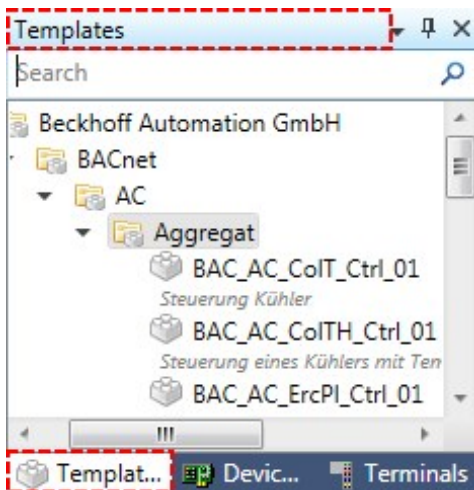 Templates
Search
Beckhoff Automation GmbH
BACnet
AC
Aggregat
BAC_AC_ColT_Ctrl_01
Steuerung Kühler
BAC_AC_ColTH_Ctrl_01
Steuerung eines Kühlers mit Ten
BAC_AC_ErcPl_Ctrl_01
Templat... Devic... Terminals